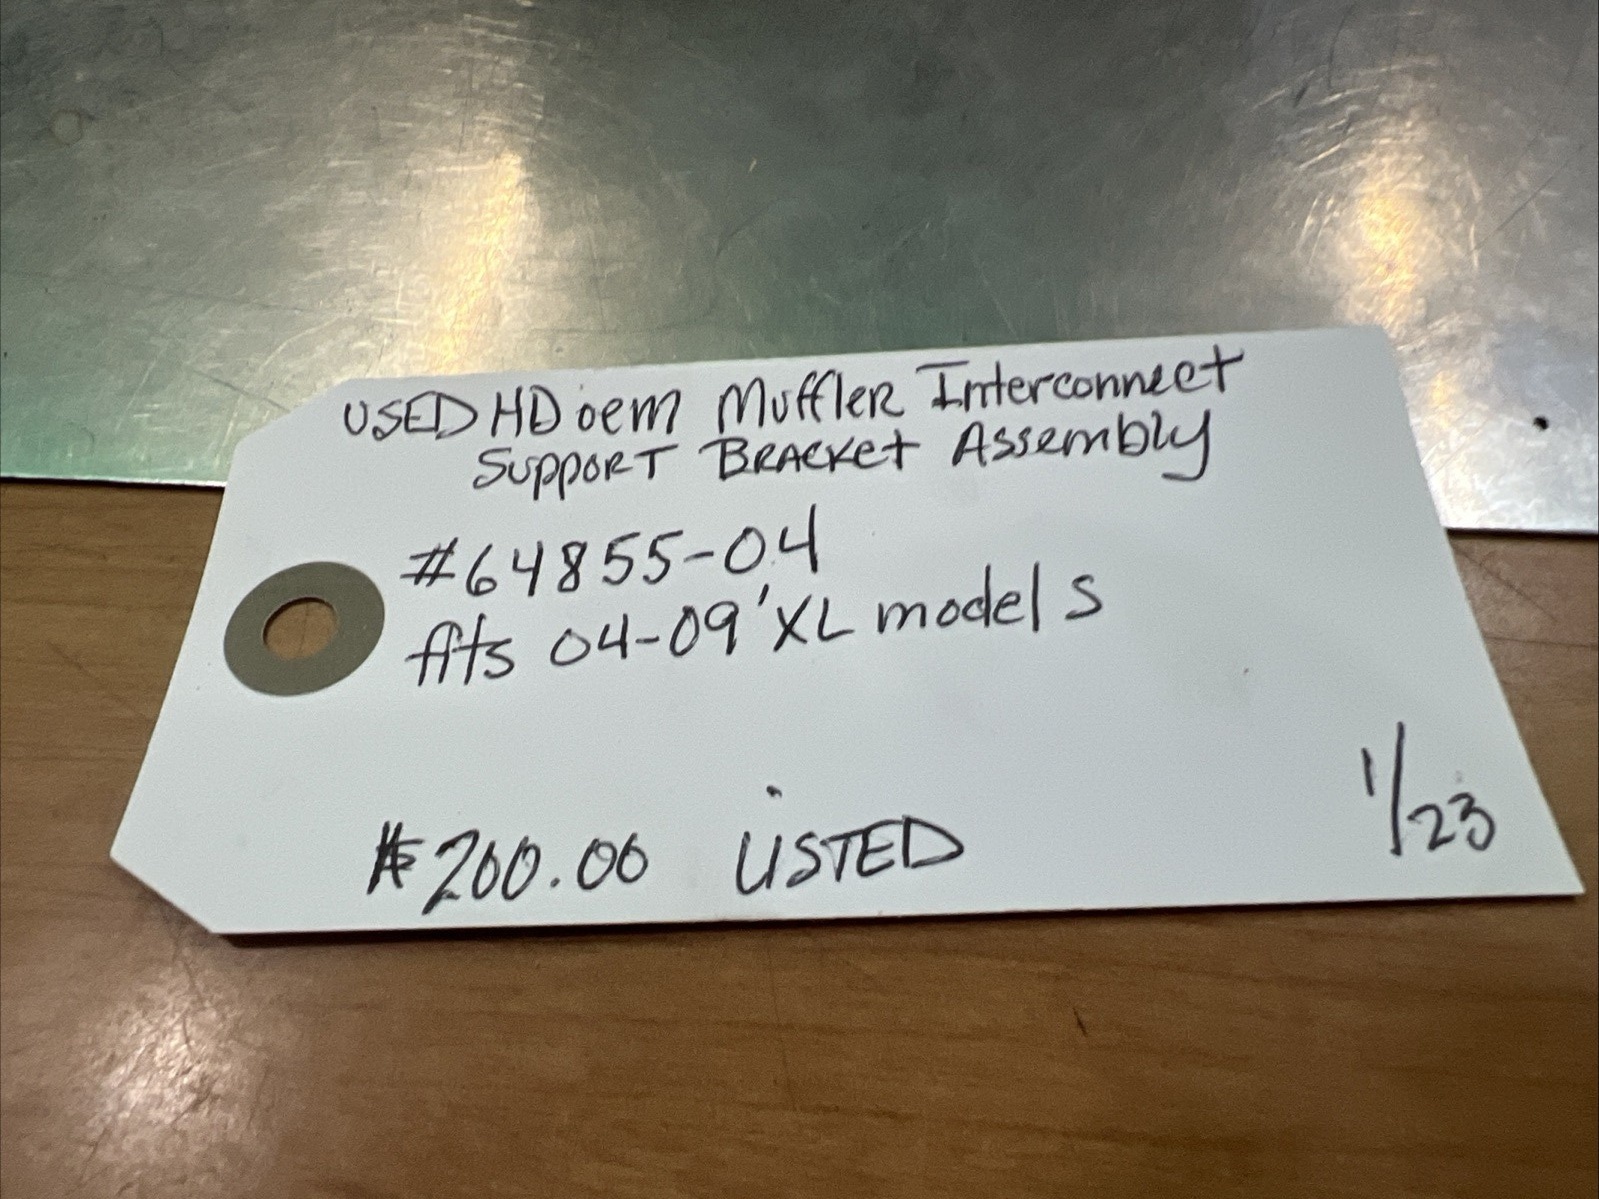 USED HD oem Muffler Interconnect
Support Bracket Assembly
#64855-04
fits 04-09' XL models
$200.00 LISTED
1/23